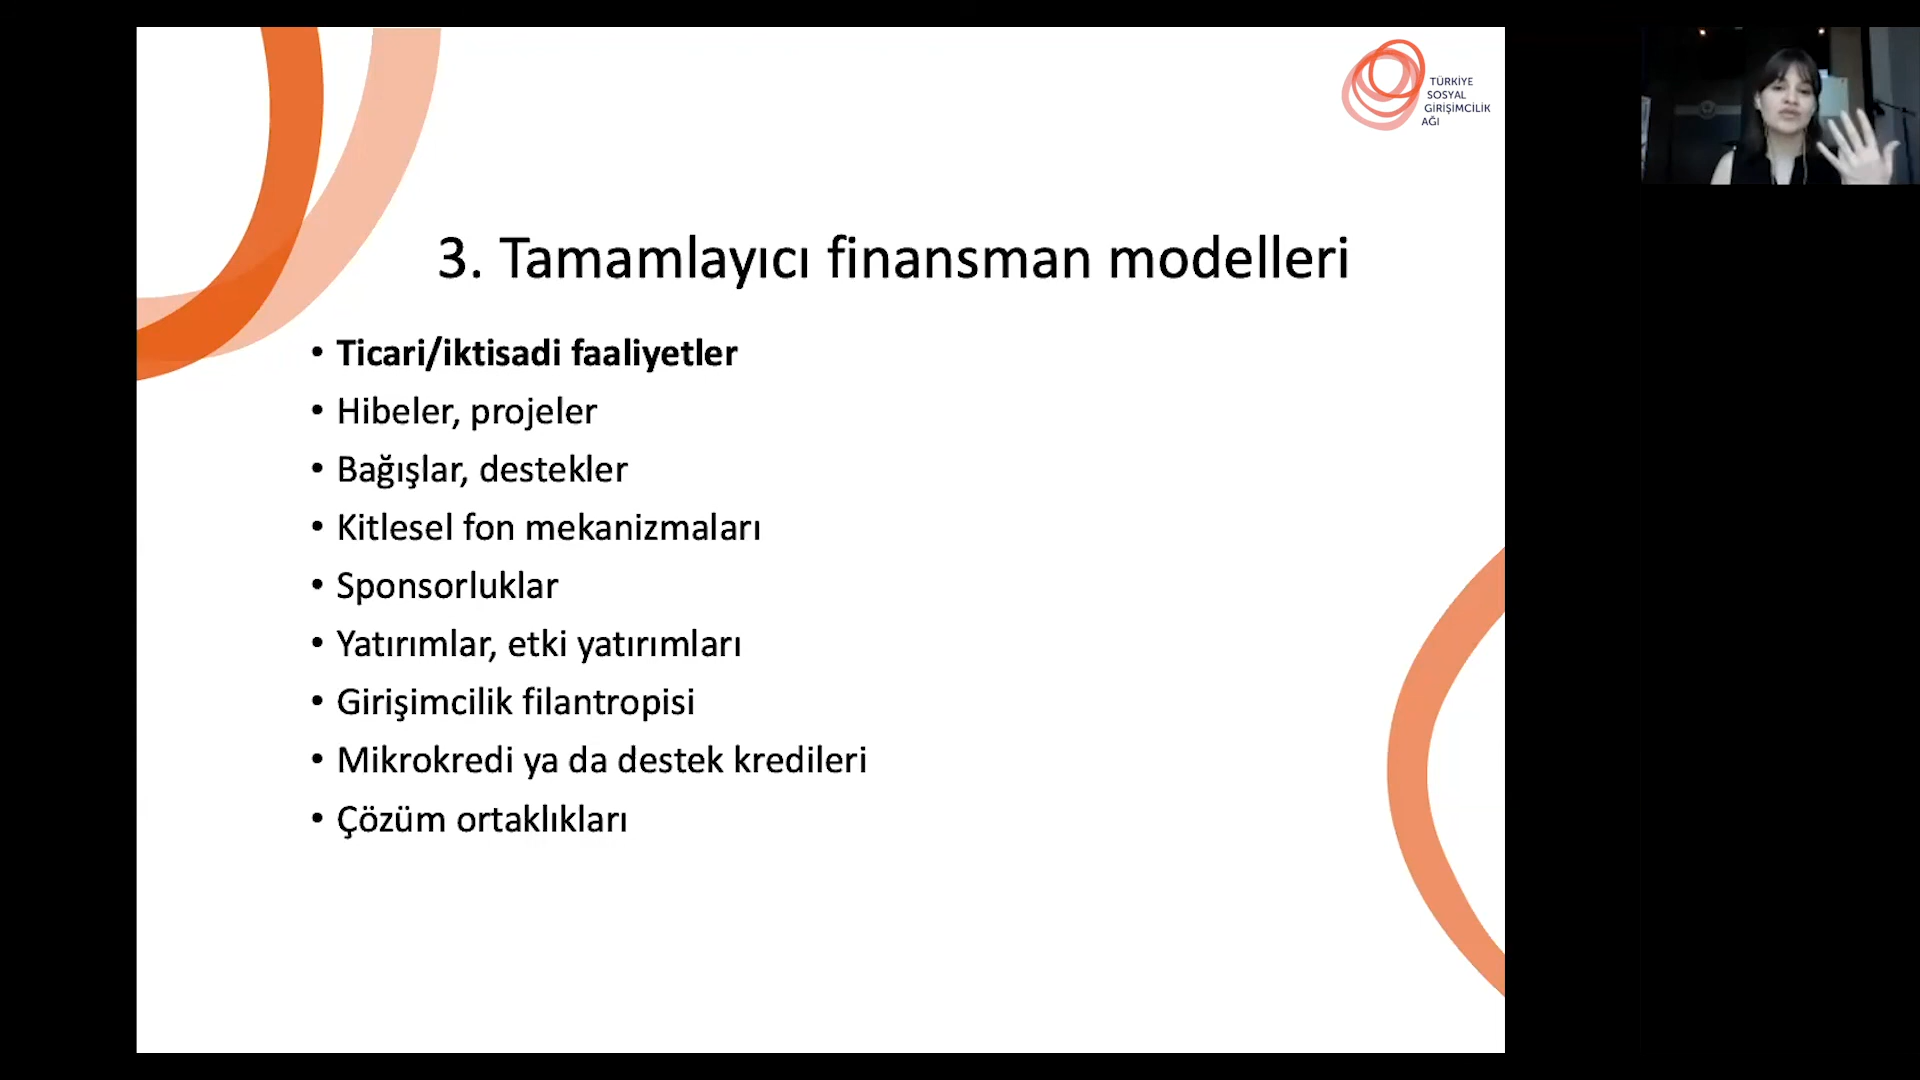 TÜRKİYE
SOSYAL
GİRİŞİMCİLİK
AĞI
3. Tamamlayıcı finansman modelleri
• Ticari/iktisadi faaliyetler
• Hibeler, projeler
• Bağışlar, destekler
• Kitlesel fon mekanizmaları
• Sponsorluklar
• Yatırımlar, etki yatırımları
• Girişimcilik filantropisi
• Mikrokredi ya da destek kredileri
• Çözüm ortaklıkları